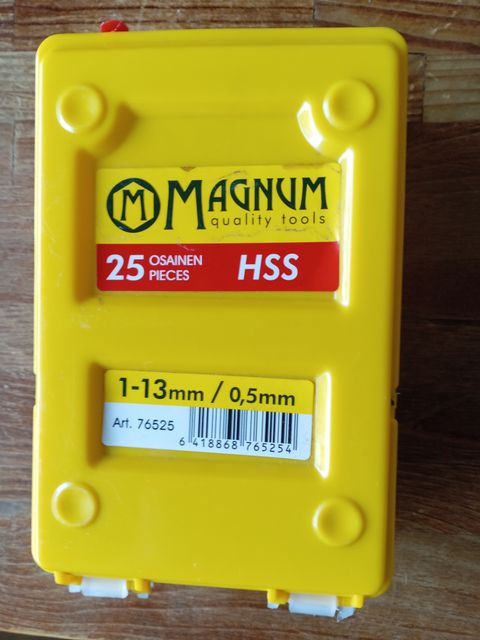 M MAGNUM
quality tools
25 OSAINEN
PIECES
HSS
1-13mm / 0,5mm
Art. 76525
6 418868 765254